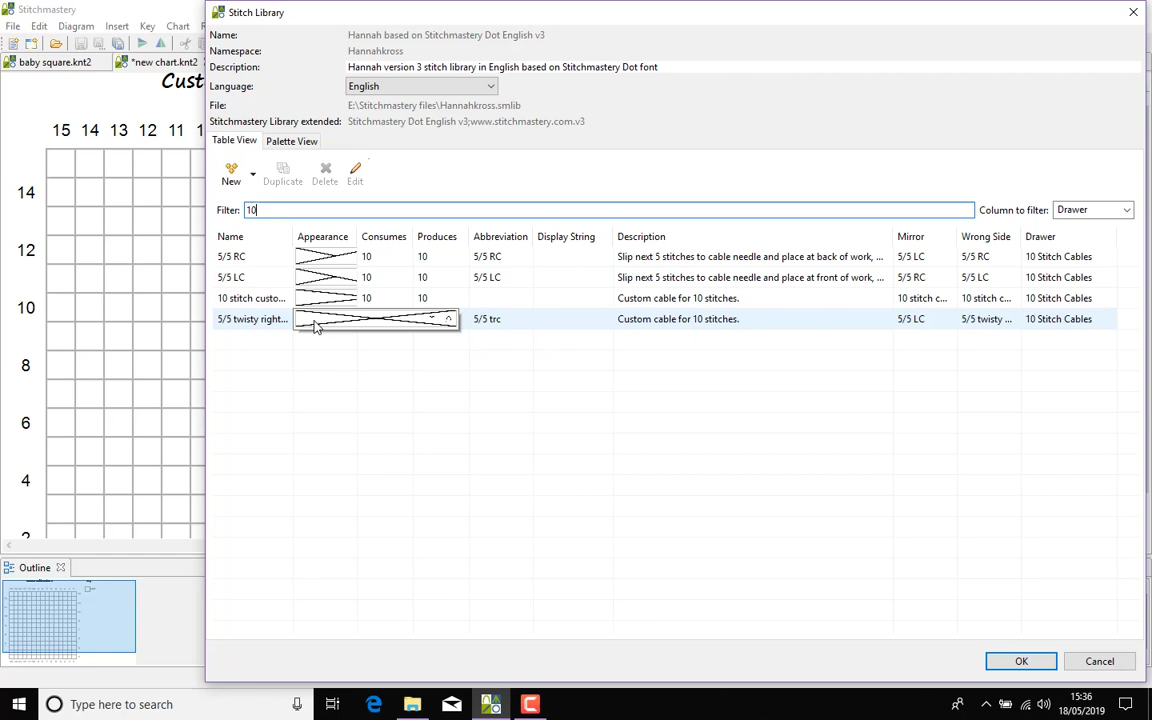 Stitchmastery
File Edit Diagram Insert Key Chart
baby square.knt2 *new chart.knt2
Cust
15 14 13 12 11 1
14
12
10
8
6
4
2
Outline
Stitch Library
Name: Hannah based on Stitchmastery Dot English v3
Namespace: Hannahkross
Description: Hannah version 3 stitch library in English based on Stitchmastery Dot font
Language: English
File: E:\Stitchmastery files\Hannahkross.smlib
Stitchmastery Library extended: Stitchmastery Dot English v3;www.stitchmastery.com.v3
Table View Palette View
New Duplicate Delete Edit
Filter: 10 Column to filter: Drawer
Name Appearance Consumes Produces Abbreviation Display String Description Mirror Wrong Side Drawer
5/5 RC 10 10 5/5 RC Slip next 5 stitches to cable needle and place at back of work, ... 5/5 LC 5/5 RC 10 Stitch Cables
5/5 LC 10 10 5/5 LC Slip next 5 stitches to cable needle and place at front of work, ... 5/5 RC 5/5 LC 10 Stitch Cables
10 stitch custo... 10 10 Custom cable for 10 stitches. 10 stitch c... 10 stitch c... 10 Stitch Cables
5/5 twisty right... 5/5 trc Custom cable for 10 stitches. 5/5 LC 5/5 twisty ... 10 Stitch Cables
OK Cancel
Type here to search
15:36
18/05/2019